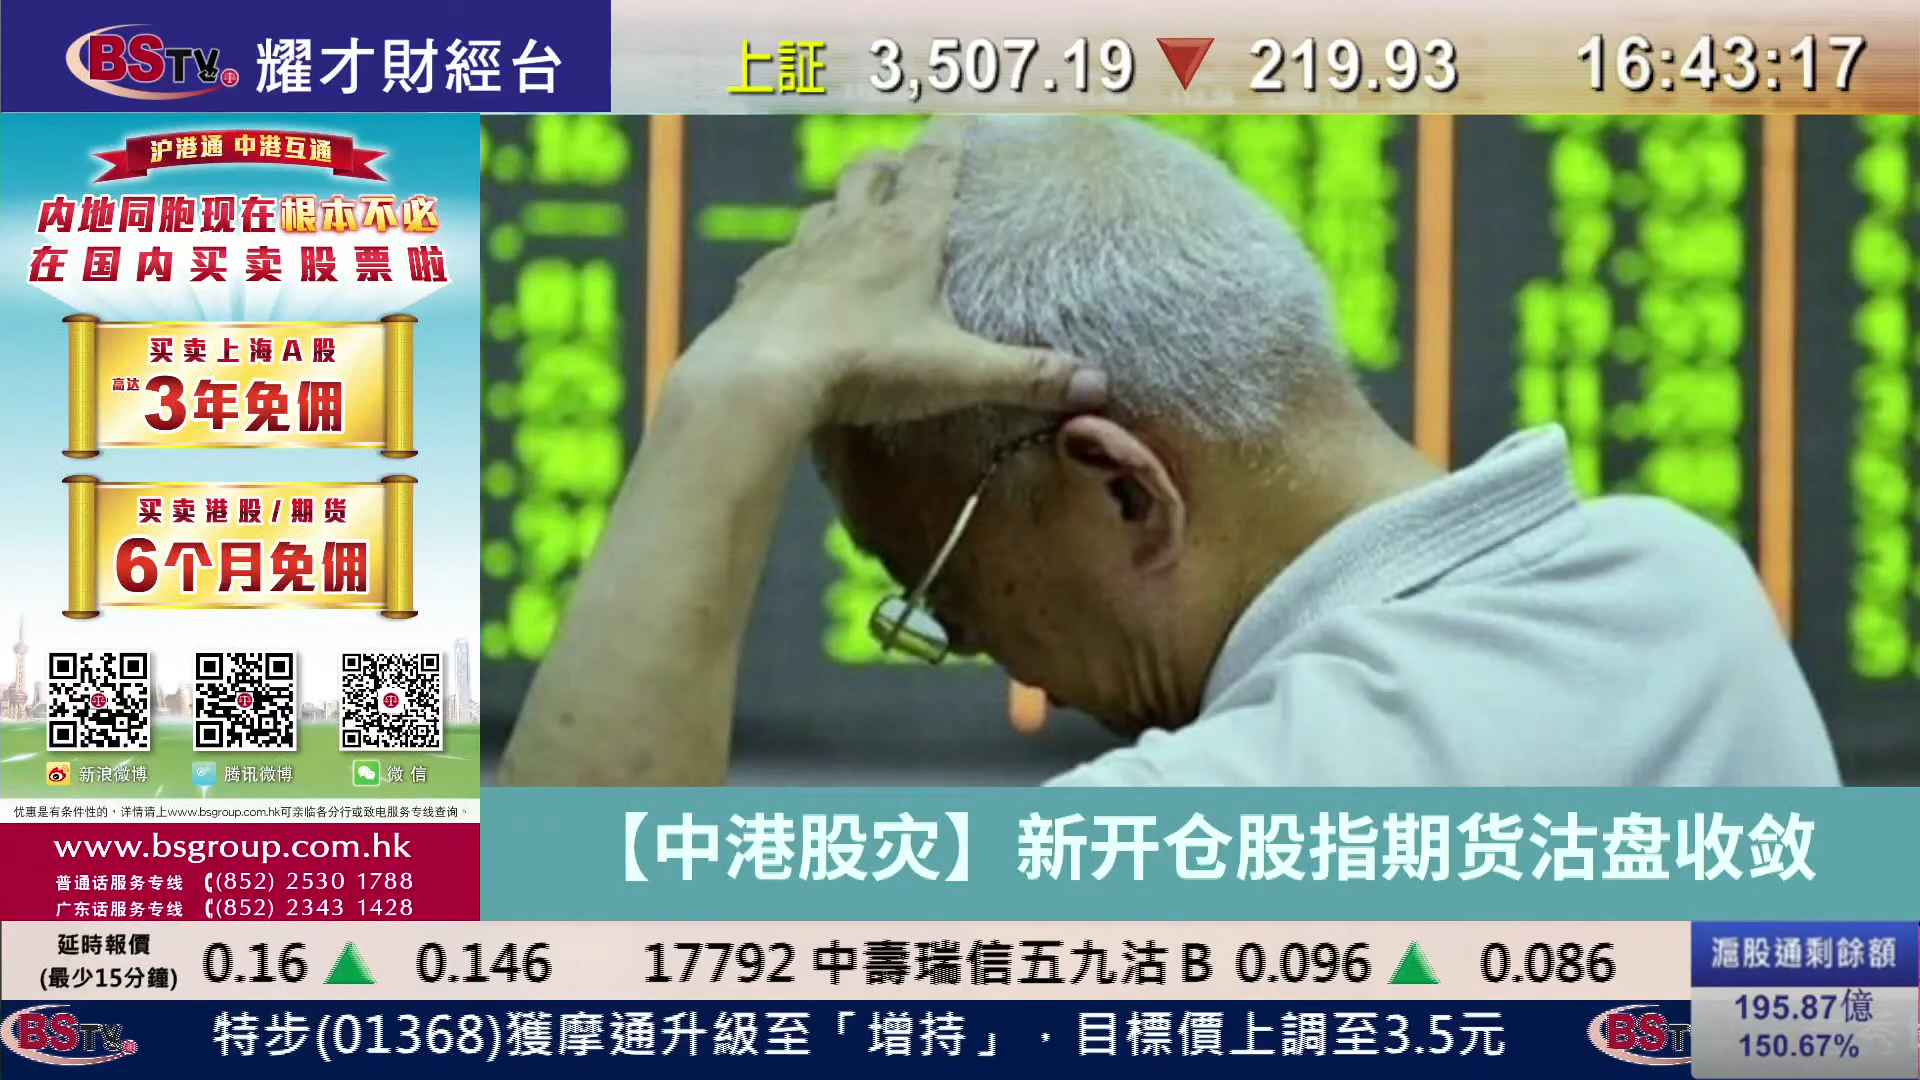 BSTV 耀才財經台
上証 3,507.19 ▼ 219.93 16:43:17
沪港通 中港互通
内地同胞现在根本不必
在国内买卖股票啦
买卖上海A股
高达3年免佣
买卖港股/期货
6个月免佣
新浪微博 腾讯微博 微信
优惠是有条件性的，详情请上www.bsgroup.com.hk可亲临各分行或致电服务专线查询。
www.bsgroup.com.hk
普通话服务专线 (852) 2530 1788
广东话服务专线 (852) 2343 1428
【中港股灾】新开仓股指期货沽盘收敛
延時報價
(最少15分鐘)
0.16 ▲ 0.146 17792 中壽瑞信五九沽B 0.096 ▲ 0.086
滬股通剩餘額
195.87億
150.67%
BSTV 特步(01368)獲摩通升級至「增持」．目標價上調至3.5元 BST